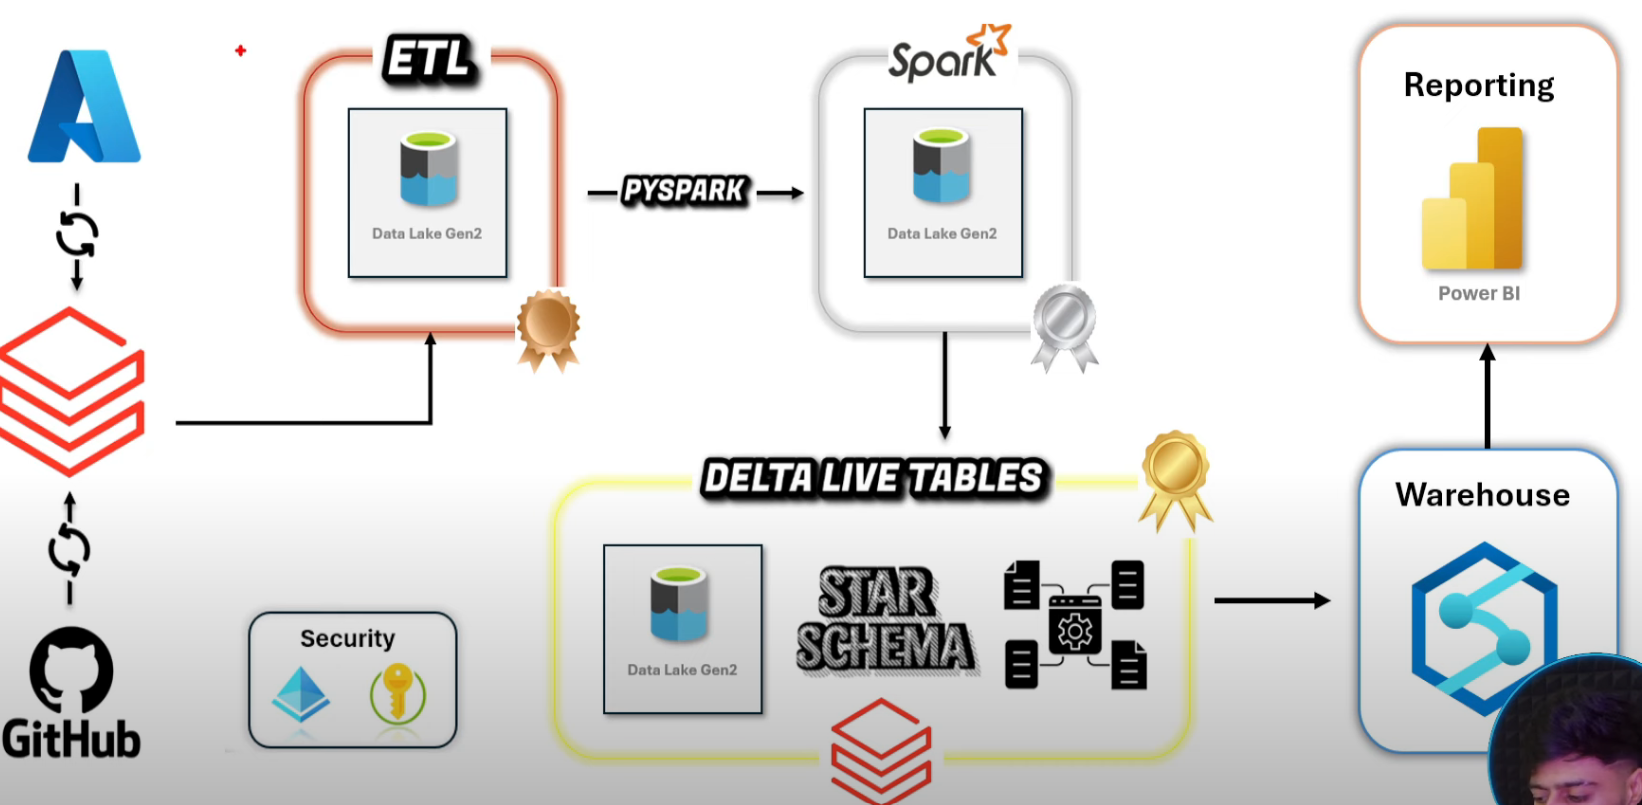 ETL
Data Lake Gen2
PYSPARK
Spark
Data Lake Gen2
Reporting
Power BI
DELTA LIVE TABLES
Data Lake Gen2
STAR
SCHEMA
Warehouse
Security
GitHub